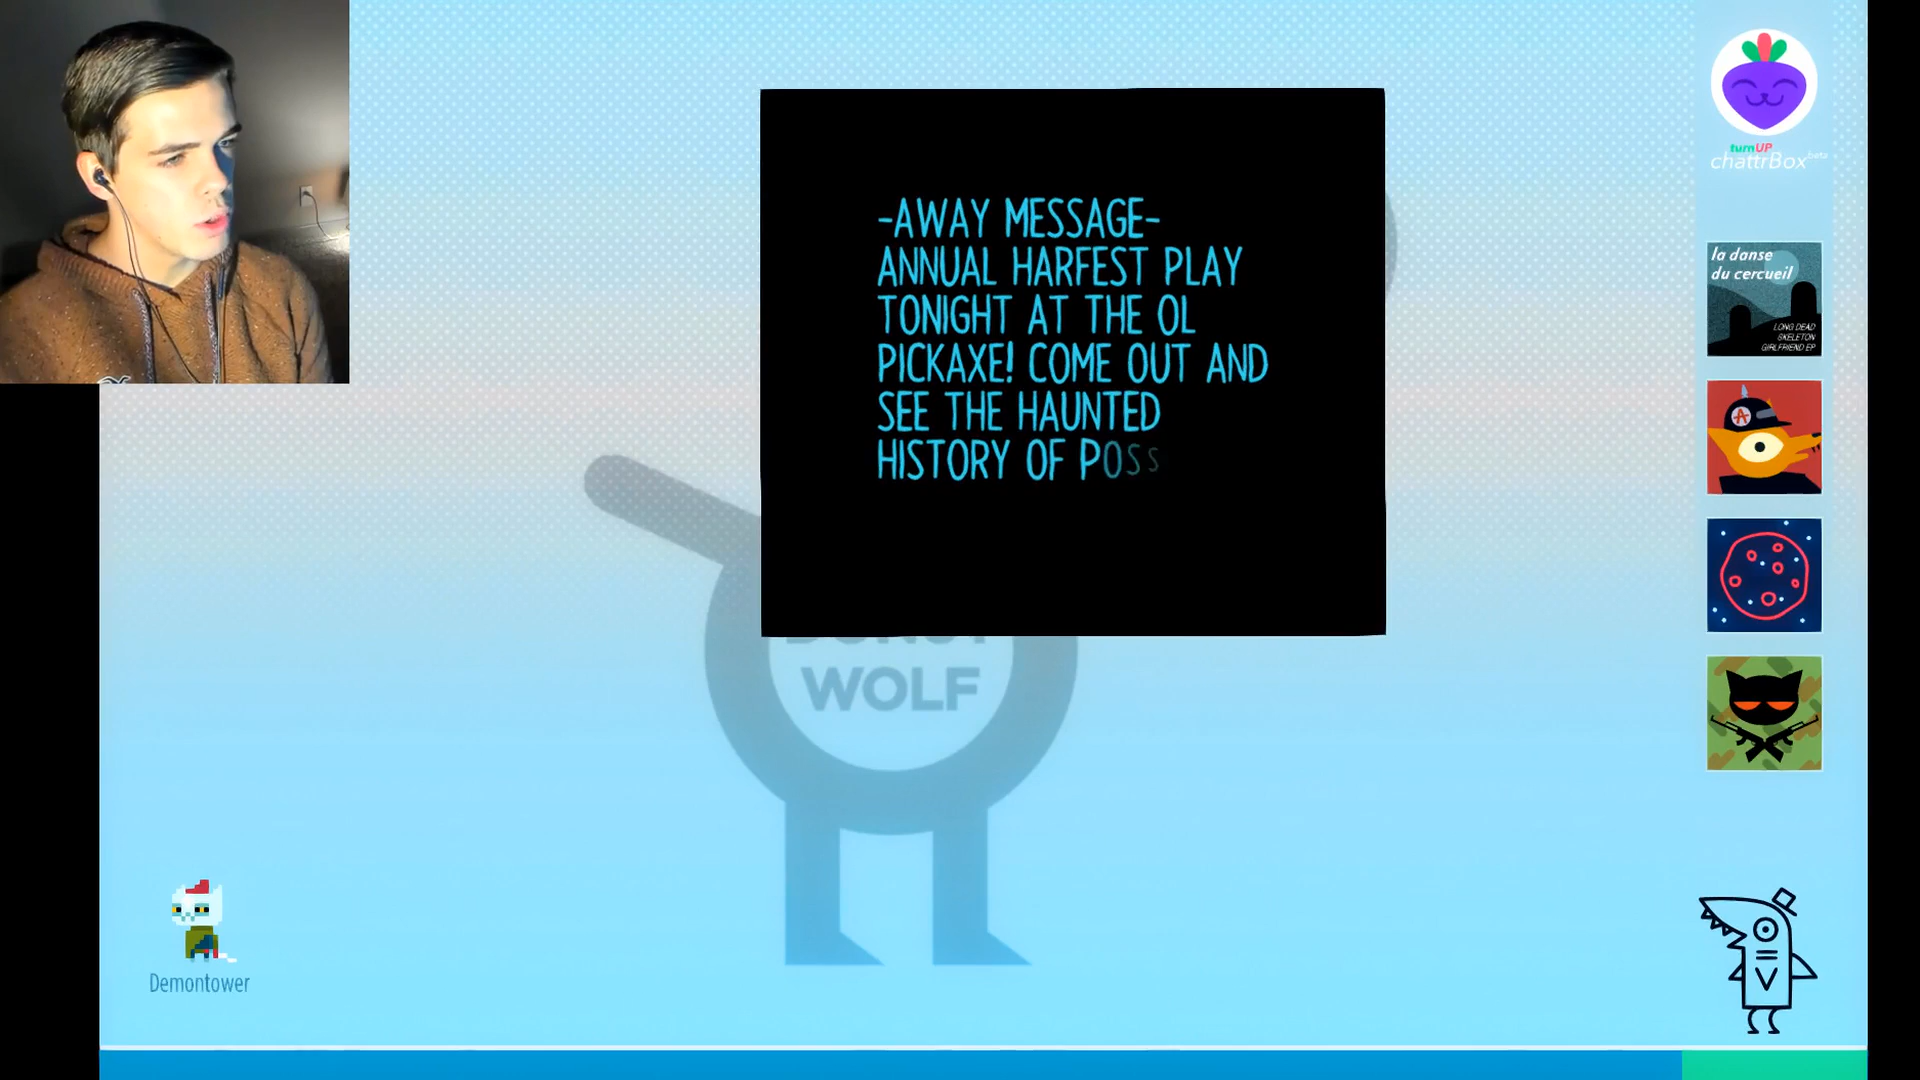 -AWAY MESSAGE-
ANNUAL HARFEST PLAY
TONIGHT AT THE OL
PICKAXE! COME OUT AND
SEE THE HAUNTED
HISTORY OF POSS
WOLF
turnUP
chattrBox beta
la danse
du cercueil
LONG DEAD
SKELETON
GIRLFRIEND EP
A
Demontower